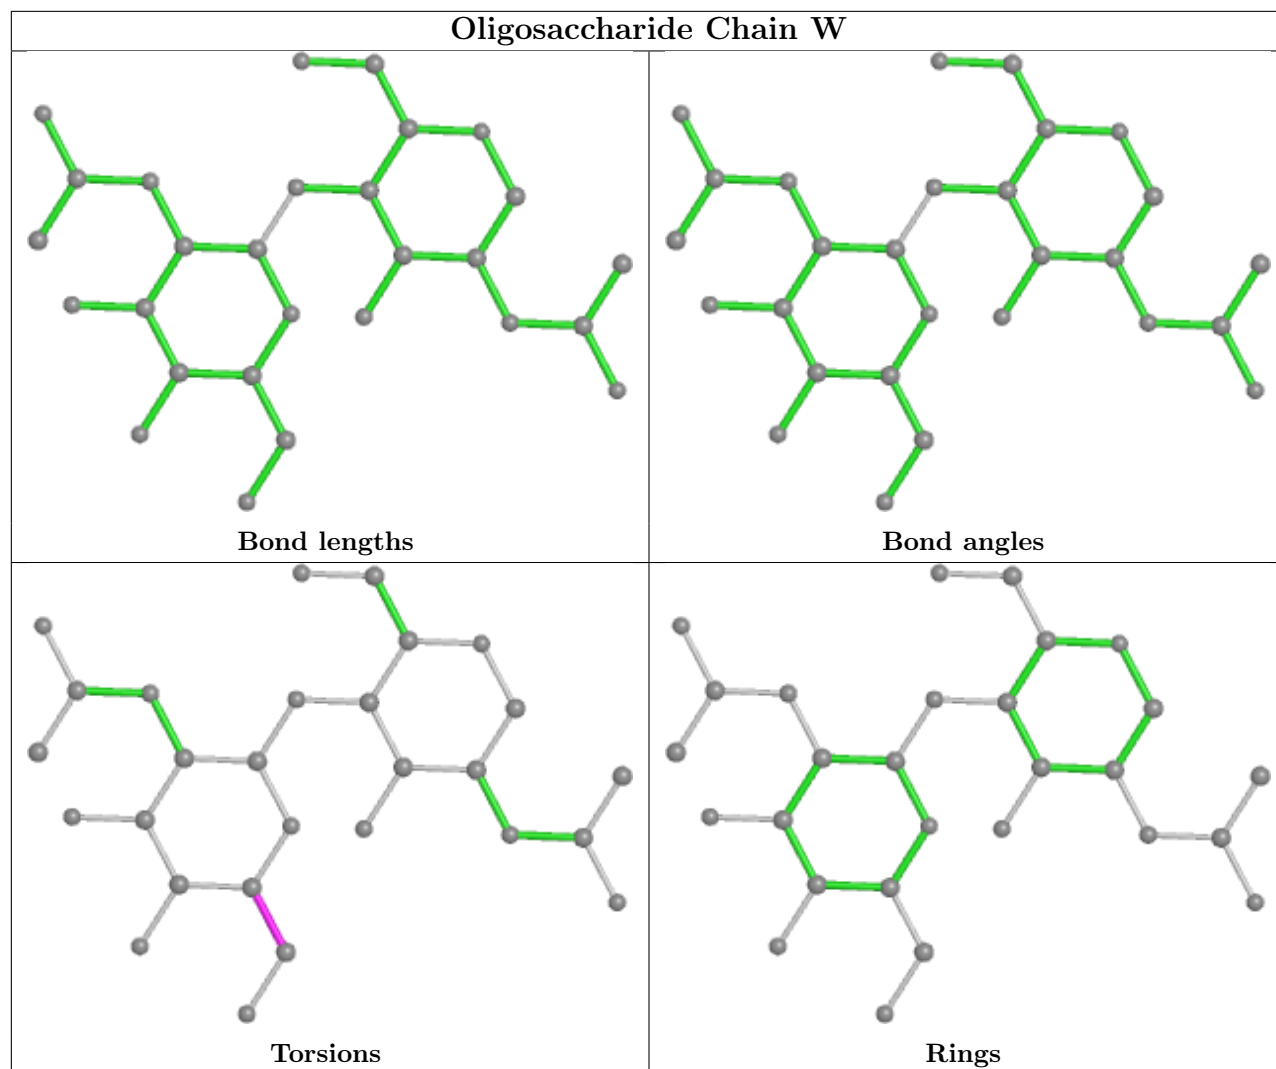 Oligosaccharide Chain W
Bond lengths
Bond angles
Torsions
Rings